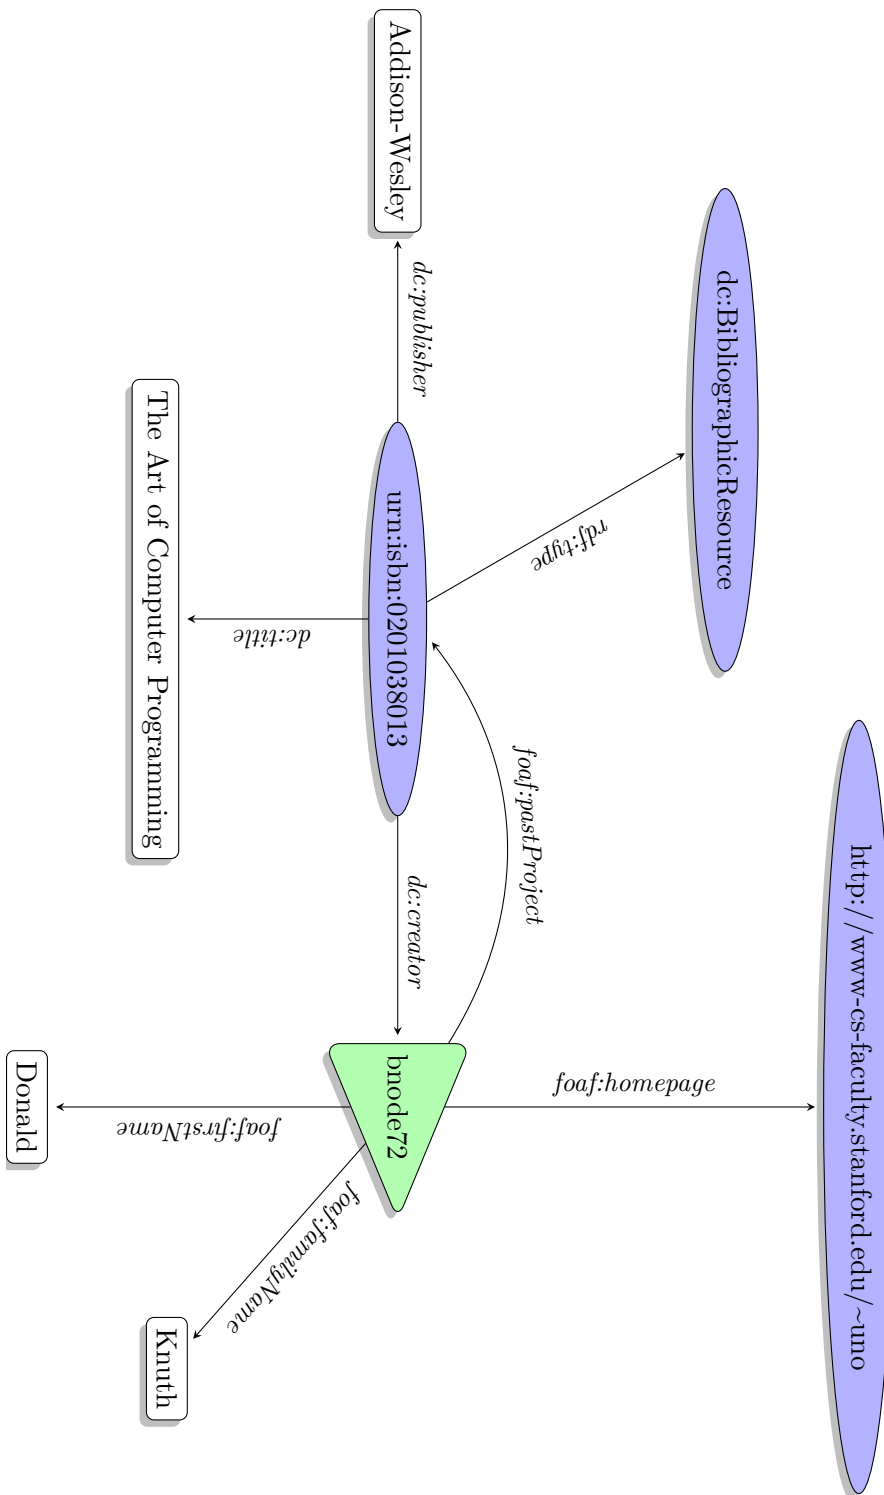 http://www-cs-faculty.stanford.edu/~uno
dc:BibliographicResource
rdf:type
foaf:pastProject
foaf:homepage
Addison-Wesley
dc:publisher
urn:isbn:0201038013
dc:creator
bnode72
dc:title
foaf:firstName
foaf:familyName
The Art of Computer Programming
Knuth
Donald